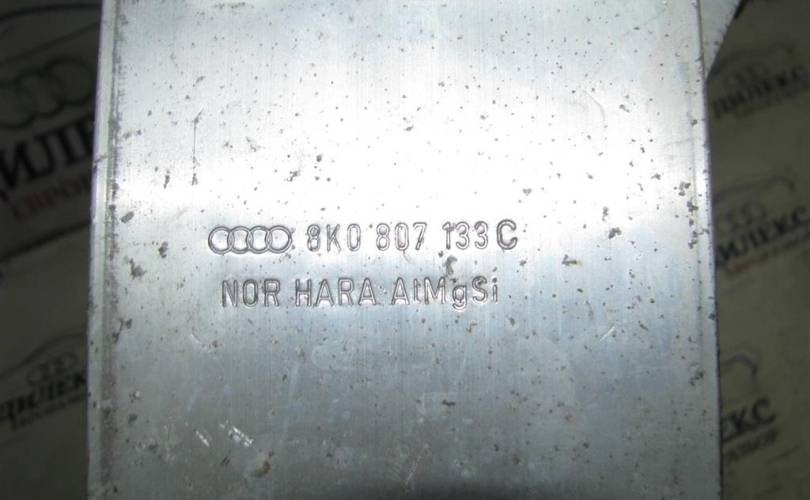 8K0 807 133 C
NOR HARA AlMgSi